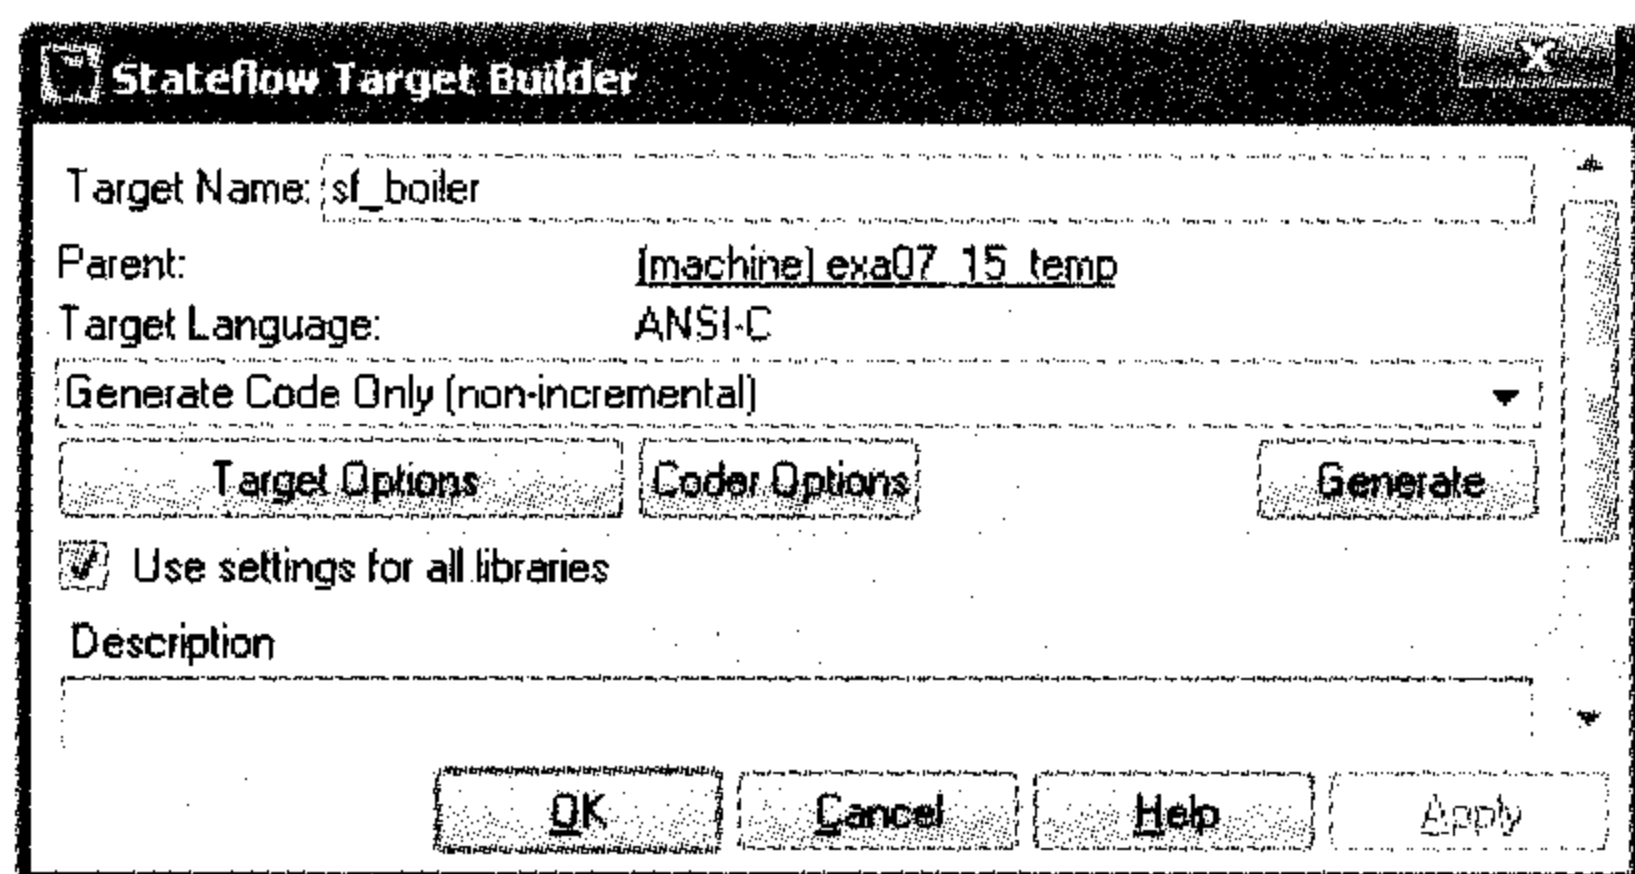 Stateflow Target Builder
Target Name: sf_boiler
Parent: (machine) exa07_15_temp
Target Language: ANSI-C
Generate Code Only (non-incremental)
Target Options Coder Options Generate
Use settings for all libraries
Description
OK Cancel Help Apply